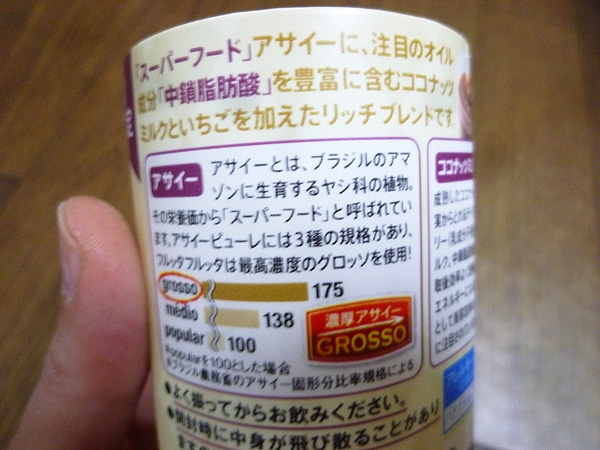 「スーパーフード」アサイーに、注目のオイル
成分「中鎖脂肪酸」を豊富に含むココナッツ
ミルクといちごを加えたリッチブレンドです
アサイー
アサイーとは、ブラジルのアマ
ゾンに生育するヤシ科の植物。
その栄養価から「スーパーフード」と呼ばれてい
ます。アサイーピューレには3種の規格があり、
フルッタフルッタは最高濃度のグロッソを使用!
grosso 175
médio 138
popular 100
濃厚アサイー
GROSSO
※popularを100とした場合
※ブラジル農務省のアサイー固形分比率規格による
●よく振ってからお飲みください。
●開封時に中身が飛び散ることがあり
ココナッツミ
成熟したココナ